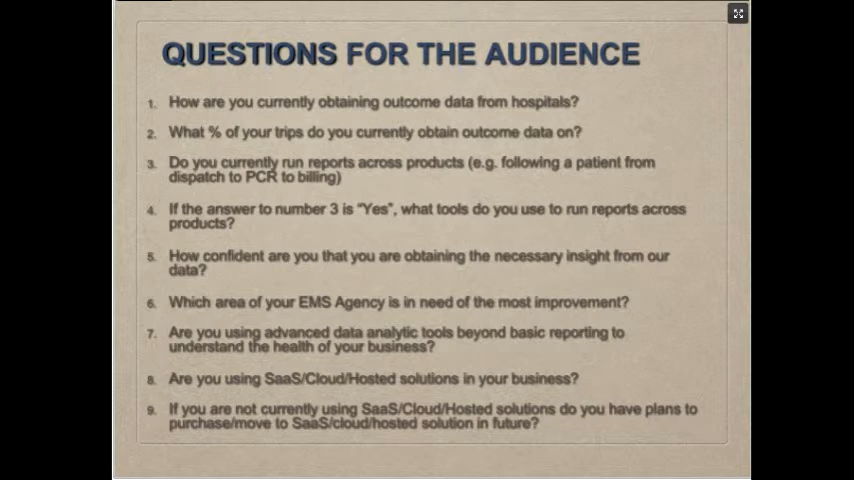 QUESTIONS FOR THE AUDIENCE
1. How are you currently obtaining outcome data from hospitals?
2. What % of your trips do you currently obtain outcome data on?
3. Do you currently run reports across products (e.g. following a patient from
dispatch to PCR to billing)
4. If the answer to number 3 is “Yes”, what tools do you use to run reports across
products?
5. How confident are you that you are obtaining the necessary insight from our
data?
6. Which area of your EMS Agency is in need of the most improvement?
7. Are you using advanced data analytic tools beyond basic reporting to
understand the health of your business?
8. Are you using SaaS/Cloud/Hosted solutions in your business?
9. If you are not currently using SaaS/Cloud/Hosted solutions do you have plans to
purchase/move to SaaS/cloud/hosted solution in future?